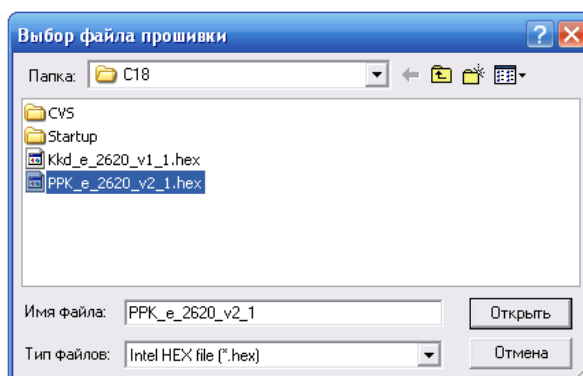 Выбор файла прошивки
Папка: C18
CVS
Startup
Kkd_e_2620_v1_1.hex
PPK_e_2620_v2_1.hex
Имя файла: PPK_e_2620_v2_1 Открыть
Тип файлов: Intel HEX file (*.hex) Отмена